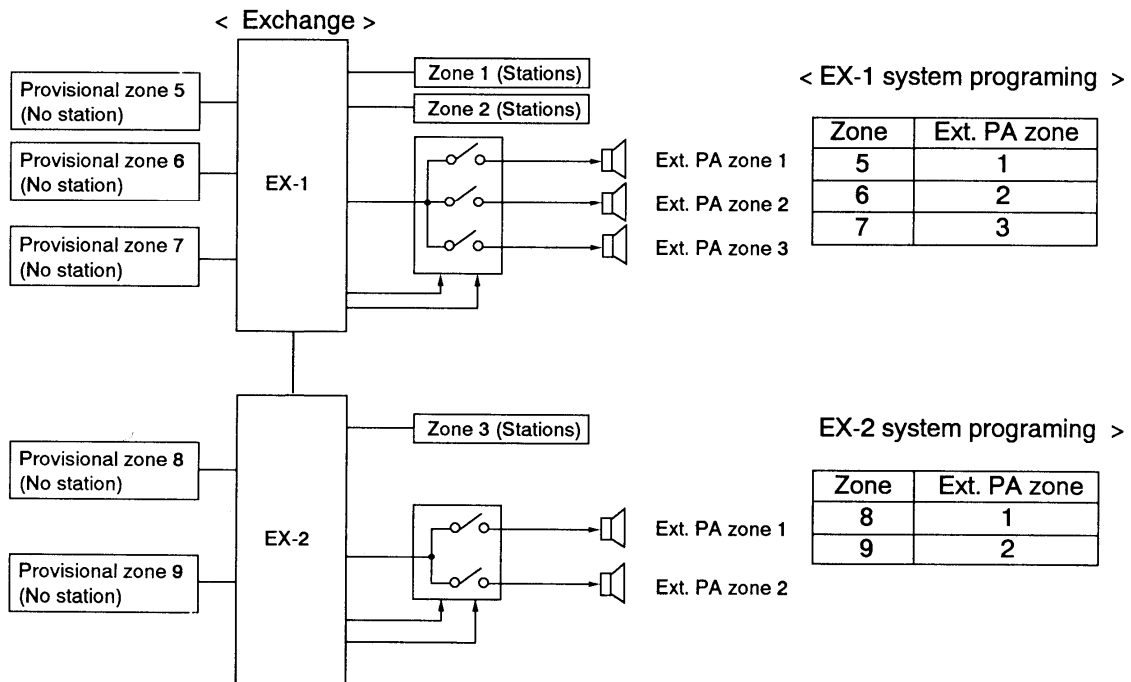 < Exchange >
Provisional zone 5
(No station)
Provisional zone 6
(No station)
Provisional zone 7
(No station)
EX-1
Zone 1 (Stations)
Zone 2 (Stations)
Ext. PA zone 1
Ext. PA zone 2
Ext. PA zone 3
< EX-1 system programing >
Zone Ext. PA zone
5 1
6 2
7 3
Provisional zone 8
(No station)
Provisional zone 9
(No station)
EX-2
Zone 3 (Stations)
Ext. PA zone 1
Ext. PA zone 2
EX-2 system programing >
Zone Ext. PA zone
8 1
9 2